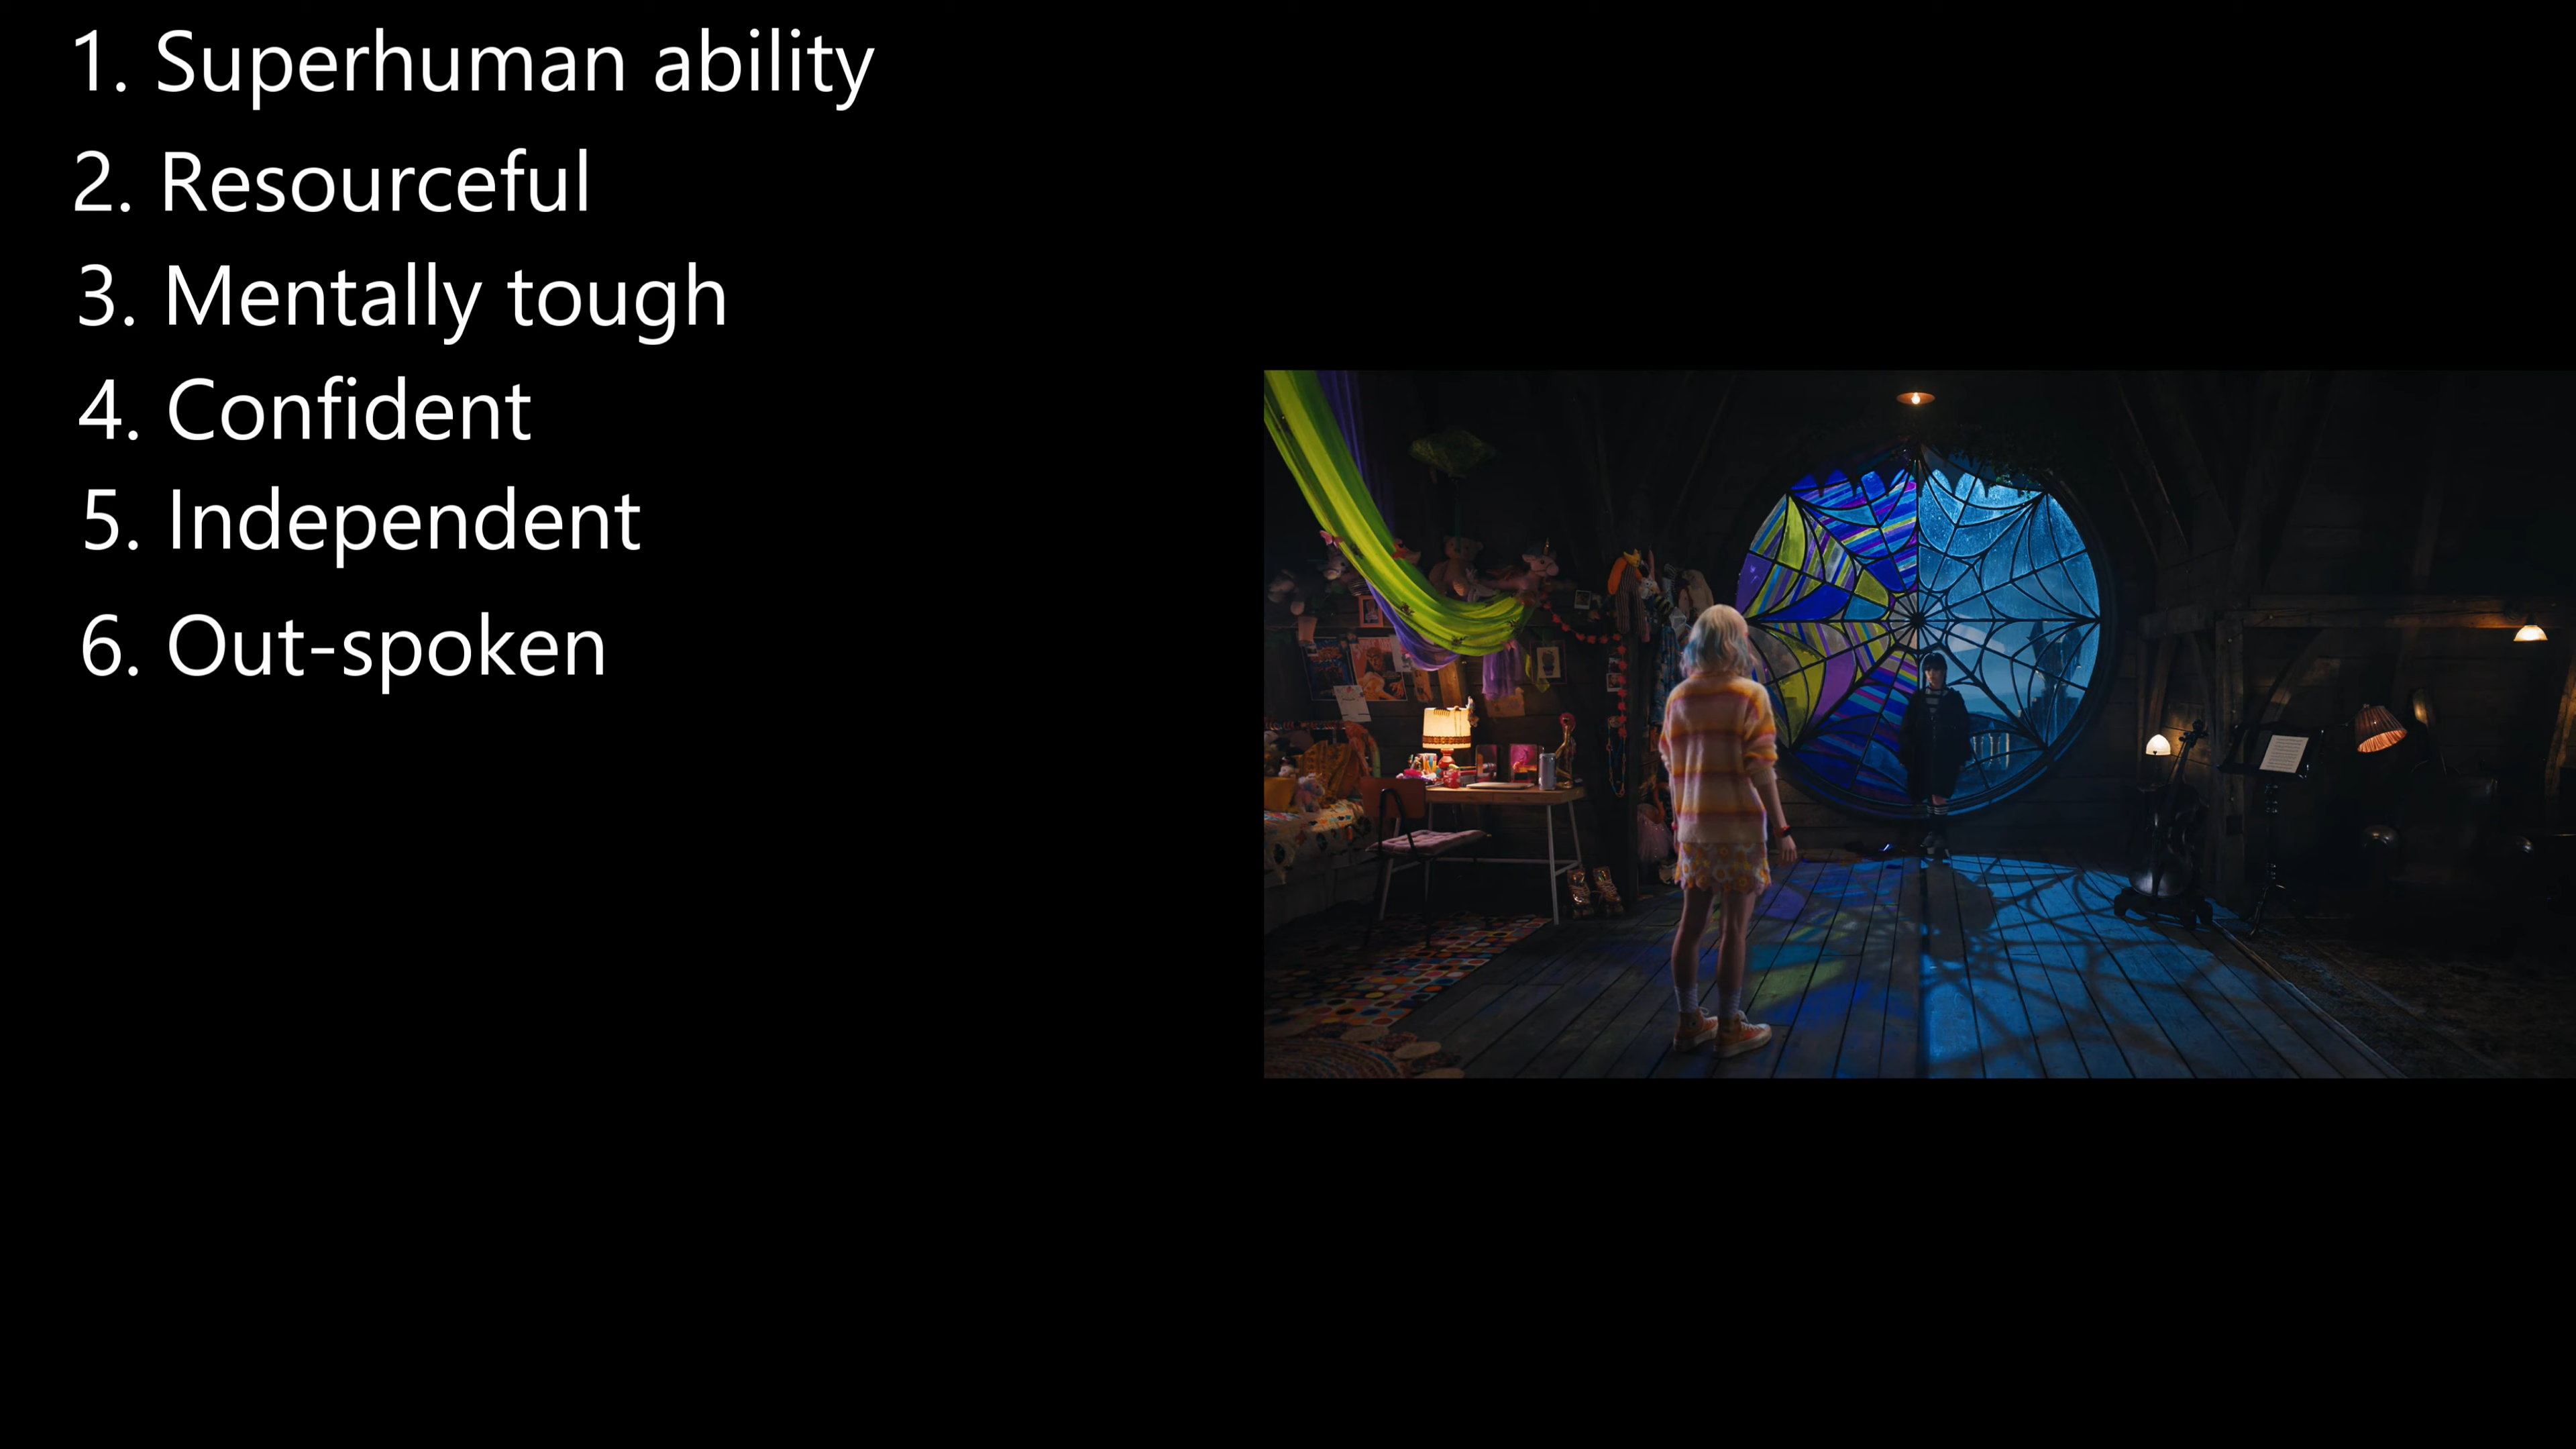 1. Superhuman ability
2. Resourceful
3. Mentally tough
4. Confident
5. Independent
6. Out-spoken